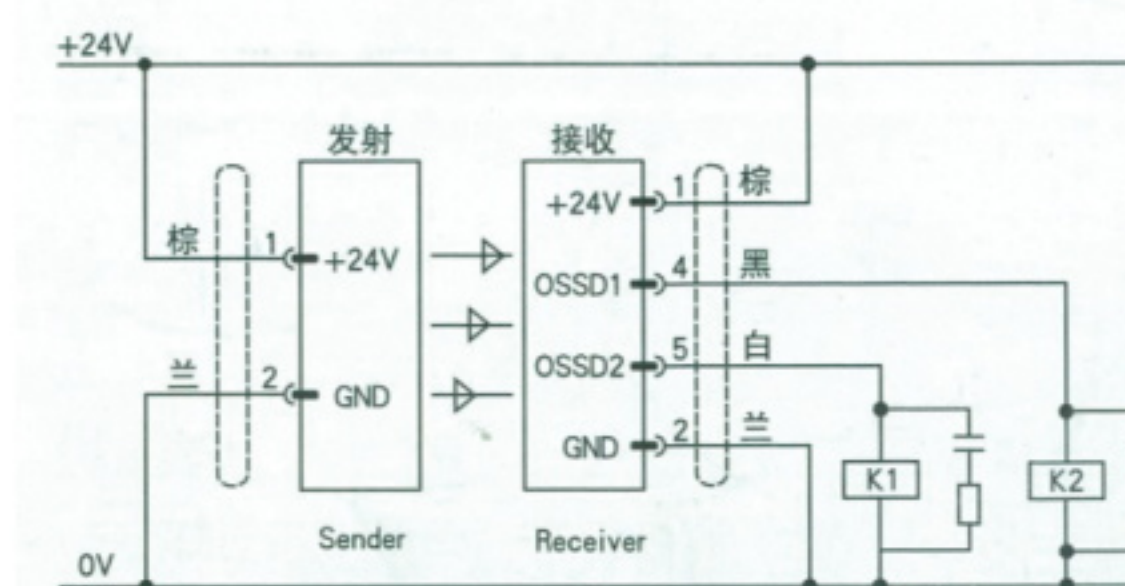 +24V
发射
接收
+24V
1
棕
棕
1
+24V
OSSD1
4
黑
OSSD2
5
白
兰
2
GND
GND
2
兰
K1
K2
Sender
Receiver
0V